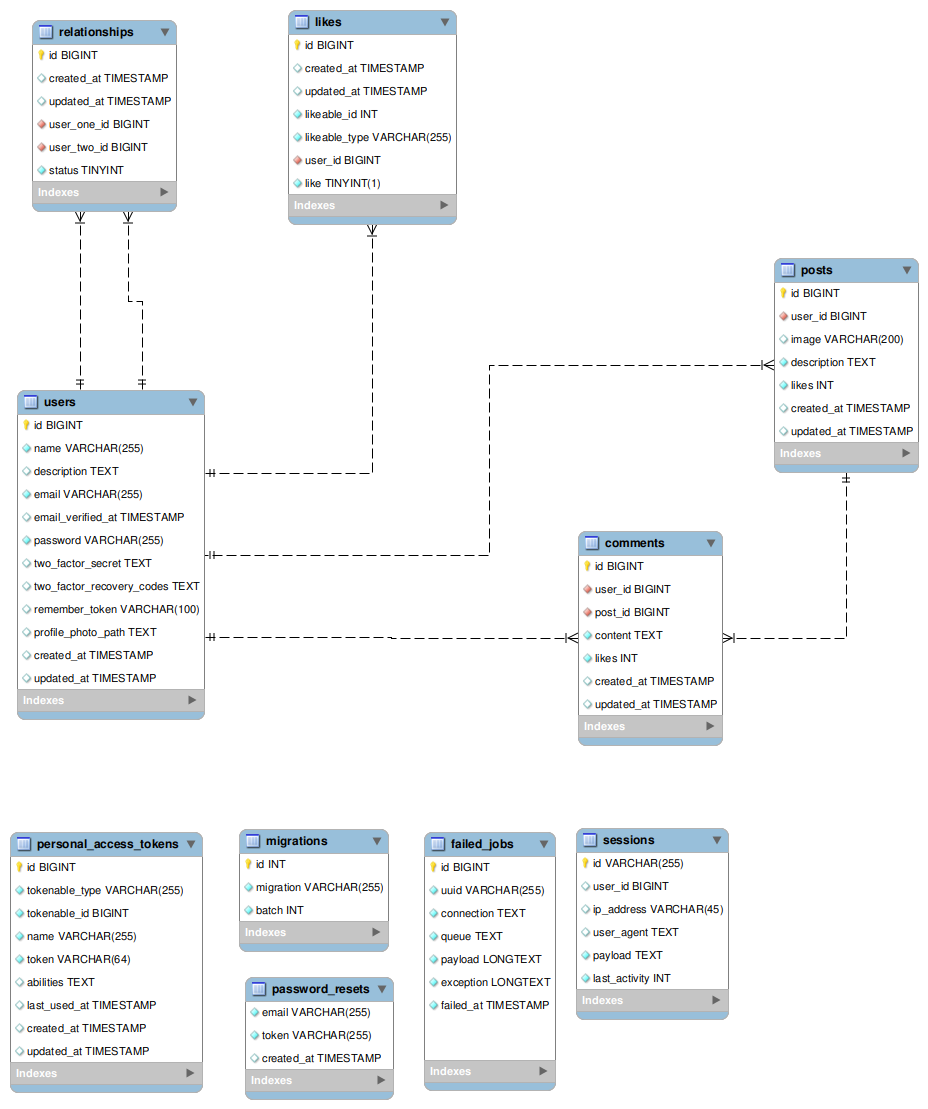 relationships
id BIGINT
created_at TIMESTAMP
updated_at TIMESTAMP
user_one_id BIGINT
user_two_id BIGINT
status TINYINT
Indexes
likes
id BIGINT
created_at TIMESTAMP
updated_at TIMESTAMP
likeable_id INT
likeable_type VARCHAR(255)
user_id BIGINT
like TINYINT(1)
Indexes
posts
id BIGINT
user_id BIGINT
image VARCHAR(200)
description TEXT
likes INT
created_at TIMESTAMP
updated_at TIMESTAMP
Indexes
users
id BIGINT
name VARCHAR(255)
description TEXT
email VARCHAR(255)
email_verified_at TIMESTAMP
password VARCHAR(255)
two_factor_secret TEXT
two_factor_recovery_codes TEXT
remember_token VARCHAR(100)
profile_photo_path TEXT
created_at TIMESTAMP
updated_at TIMESTAMP
Indexes
comments
id BIGINT
user_id BIGINT
post_id BIGINT
content TEXT
likes INT
created_at TIMESTAMP
updated_at TIMESTAMP
Indexes
personal_access_tokens
id BIGINT
tokenable_type VARCHAR(255)
tokenable_id BIGINT
name VARCHAR(255)
token VARCHAR(64)
abilities TEXT
last_used_at TIMESTAMP
created_at TIMESTAMP
updated_at TIMESTAMP
Indexes
migrations
id INT
migration VARCHAR(255)
batch INT
Indexes
password_resets
email VARCHAR(255)
token VARCHAR(255)
created_at TIMESTAMP
Indexes
failed_jobs
id BIGINT
uuid VARCHAR(255)
connection TEXT
queue TEXT
payload LONGTEXT
exception LONGTEXT
failed_at TIMESTAMP
Indexes
sessions
id VARCHAR(255)
user_id BIGINT
ip_address VARCHAR(45)
user_agent TEXT
payload TEXT
last_activity INT
Indexes